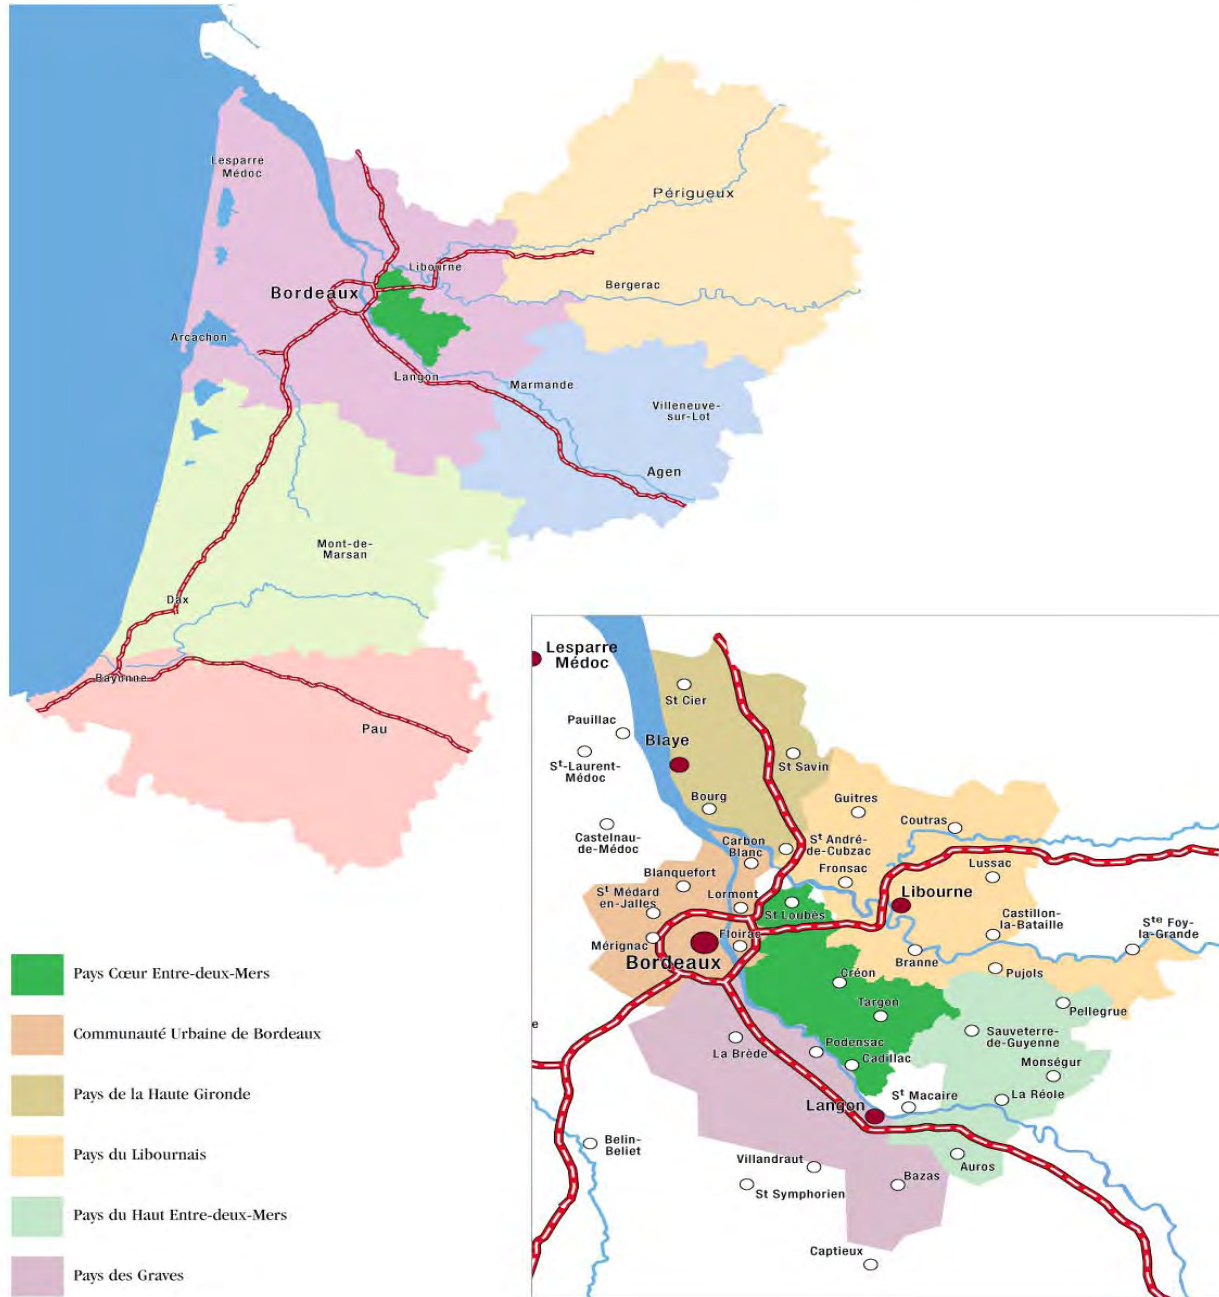 Lesparre
Médoc
Périgueux
Libourne
Bordeaux
Bergerac
Arcachon
Langon
Marmande
Villeneuve-
sur-Lot
Agen
Mont-de-
Marsan
Dax
Bayonne
Pau
Lesparre
Médoc
St Cier
Pauillac
Blaye
St-Laurent-
Médoc
St Savin
Bourg
Guitres
Coutras
Castelnau-
de-Médoc
Carbon
Blanc
St André-
de-Cubzac
Blanquefort
Fronsac
Lussac
St Médard
en-Jalles
Lormont
St Loubès
Libourne
Castillon-
la-Bataille
Ste Foy-
la-Grande
Mérignac
Floirac
Bordeaux
Branne
Créon
Pujols
Targon
Pellegrue
Sauveterre-
de-Guyenne
La Brède
Podensac
Cadillac
Monségur
St Macaire
La Réole
Langon
Belin-
Beliet
Villandraut
Auros
Bazas
St Symphorien
Captieux
e
Pays Cœur Entre-deux-Mers
Communauté Urbaine de Bordeaux
Pays de la Haute Gironde
Pays du Libournais
Pays du Haut Entre-deux-Mers
Pays des Graves